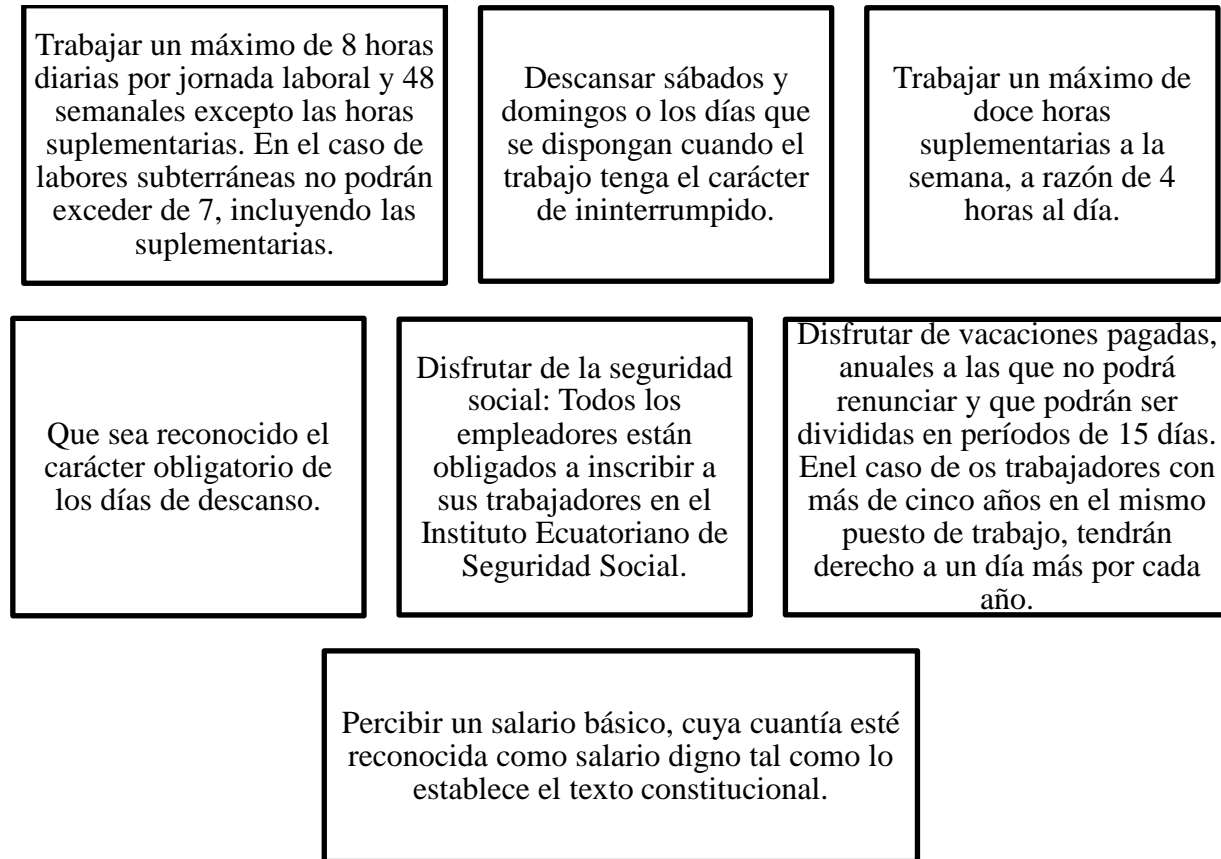 Trabajar un máximo de 8 horas
diarias por jornada laboral y 48
semanales excepto las horas
suplementarias. En el caso de
labores subterráneas no podrán
exceder de 7, incluyendo las
suplementarias.
Descansar sábados y
domingos o los días que
se dispongan cuando el
trabajo tenga el carácter
de ininterrumpido.
Trabajar un máximo de
doce horas
suplementarias a la
semana, a razón de 4
horas al día.
Que sea reconocido el
carácter obligatorio de
los días de descanso.
Disfrutar de la seguridad
social: Todos los
empleadores están
obligados a inscribir a
sus trabajadores en el
Instituto Ecuatoriano de
Seguridad Social.
Disfrutar de vacaciones pagadas,
anuales a las que no podrá
renunciar y que podrán ser
divididas en períodos de 15 días.
Enel caso de os trabajadores con
más de cinco años en el mismo
puesto de trabajo, tendrán
derecho a un día más por cada
año.
Percibir un salario básico, cuya cuantía esté
reconocida como salario digno tal como lo
establece el texto constitucional.